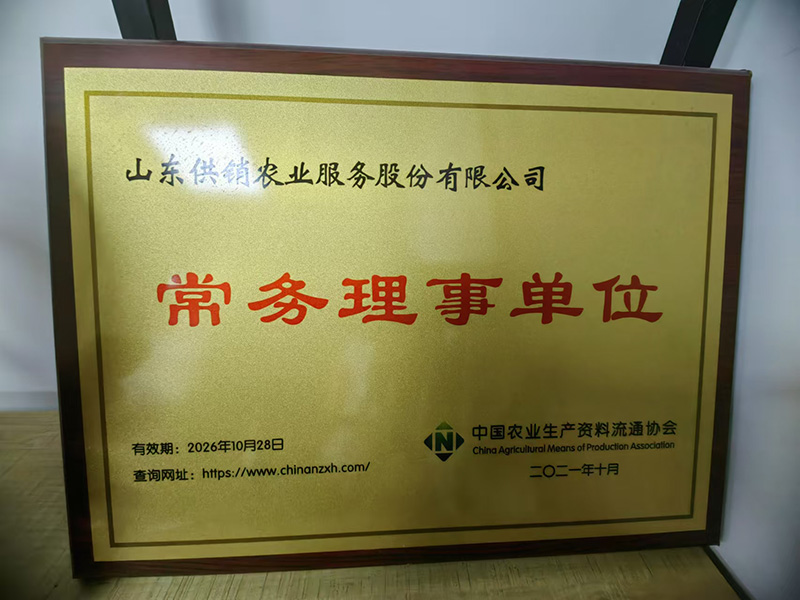 山东供销农业服务股份有限公司
常务理事单位
有效期：2026年10月28日
查询网址：https://www.chinanzxh.com/
N
中国农业生产资料流通协会
China Agricultural Means of Production Association
二〇二一年十月